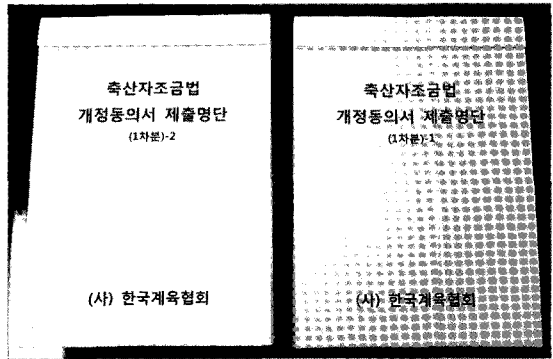 축산자조금법
개정동의서 제출명단
(1차분)-2
(사) 한국계육협회
축산자조금법
개정동의서 제출명단
(1차분)-1
(사) 한국계육협회